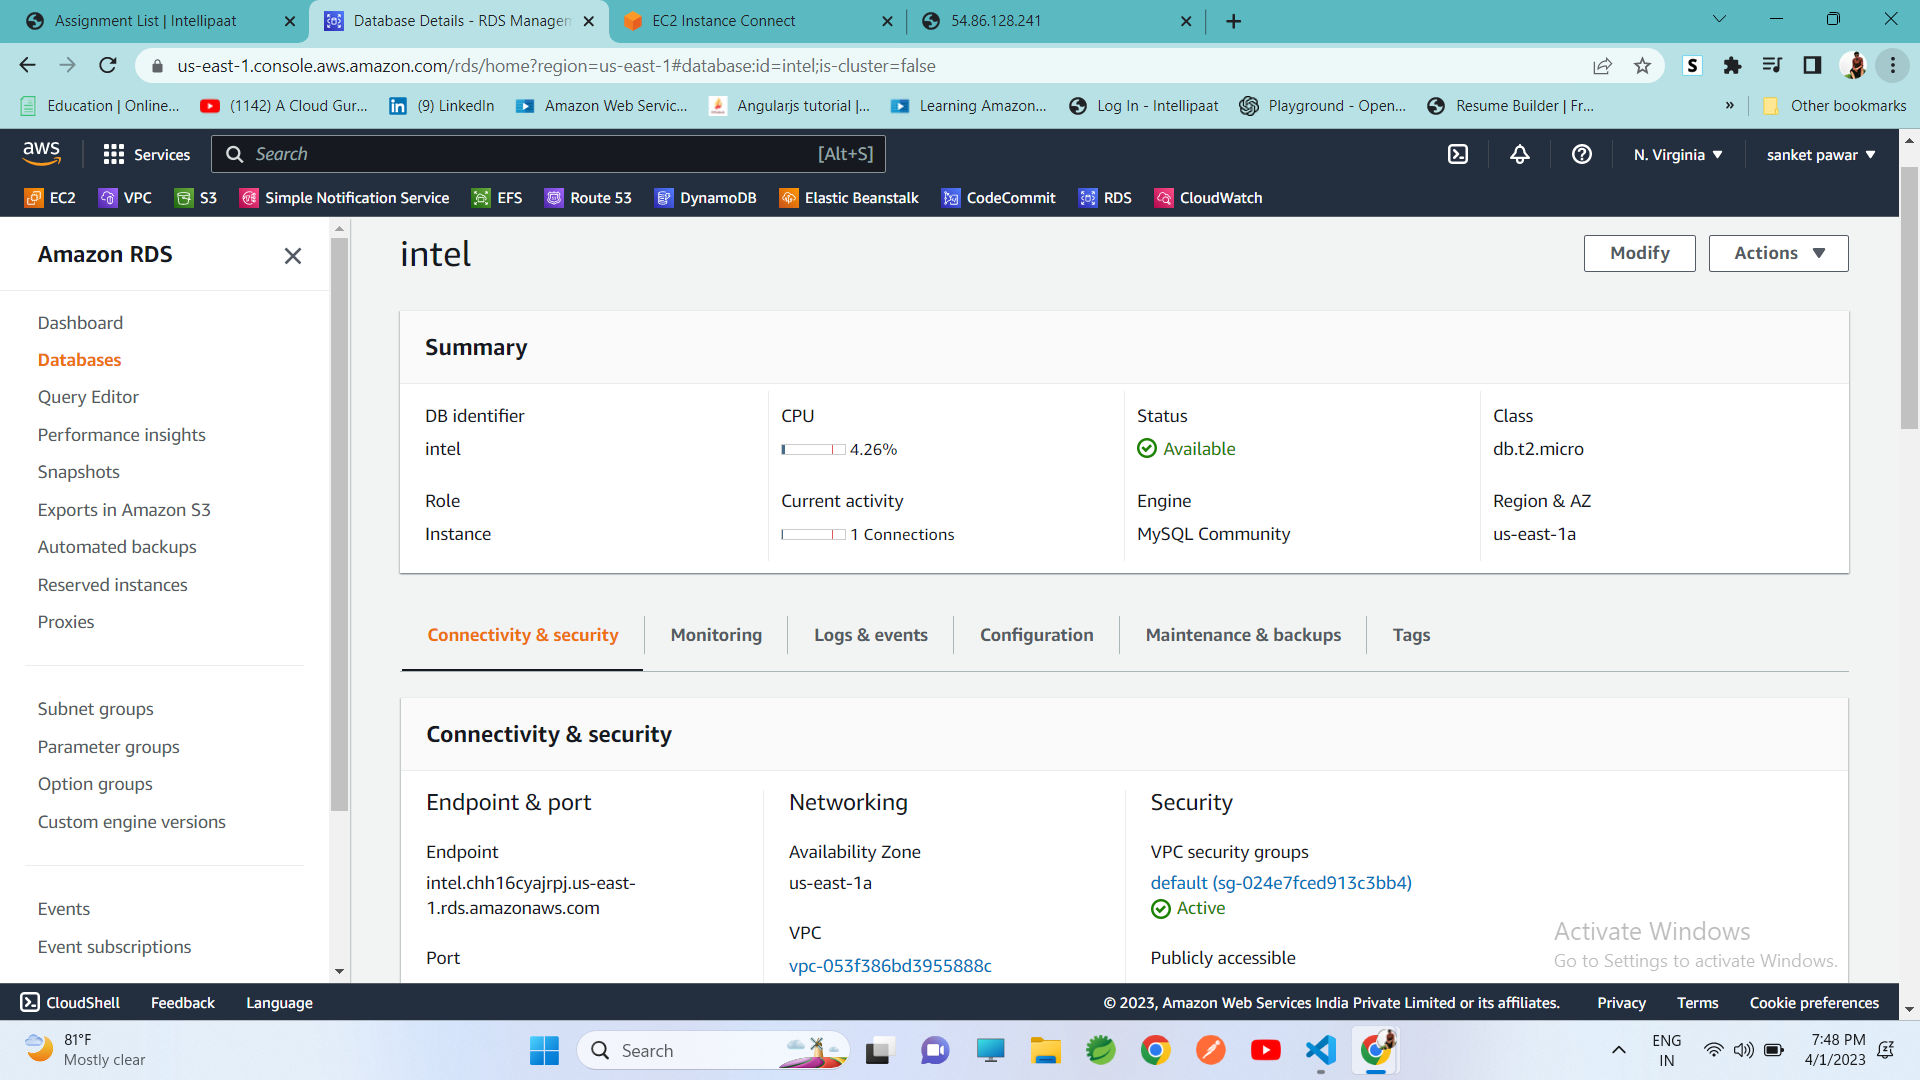 Assignment List | Intellipaat
Database Details - RDS Managem
EC2 Instance Connect
54.86.128.241
us-east-1.console.aws.amazon.com/rds/home?region=us-east-1#database:id=intel;is-cluster=false
S
Education | Online...
(1142) A Cloud Gur...
(9) LinkedIn
Amazon Web Servic...
Angularjs tutorial |...
Learning Amazon...
Log In - Intellipaat
Playground - Open...
Resume Builder | Fr...
»
Other bookmarks
aws
Services
Search
[Alt+S]
N. Virginia
sanket pawar
EC2
VPC
S3
Simple Notification Service
EFS
Route 53
DynamoDB
Elastic Beanstalk
CodeCommit
RDS
CloudWatch
Amazon RDS
Dashboard
Databases
Query Editor
Performance insights
Snapshots
Exports in Amazon S3
Automated backups
Reserved instances
Proxies
Subnet groups
Parameter groups
Option groups
Custom engine versions
Events
Event subscriptions
intel
Modify
Actions
Summary
DB identifier
intel
CPU
4.26%
Status
Available
Class
db.t2.micro
Role
Instance
Current activity
1 Connections
Engine
MySQL Community
Region & AZ
us-east-1a
Connectivity & security
Monitoring
Logs & events
Configuration
Maintenance & backups
Tags
Connectivity & security
Endpoint & port
Endpoint
intel.chh16cyajrpj.us-east-
1.rds.amazonaws.com
Port
Networking
Availability Zone
us-east-1a
VPC
vpc-053f386bd3955888c
Security
VPC security groups
default (sg-024e7fced913c3bb4)
Active
Publicly accessible
Activate Windows
Go to Settings to activate Windows.
CloudShell
Feedback
Language
© 2023, Amazon Web Services India Private Limited or its affiliates.
Privacy
Terms
Cookie preferences
81°F
Mostly clear
Search
ENG
IN
7:48 PM
4/1/2023